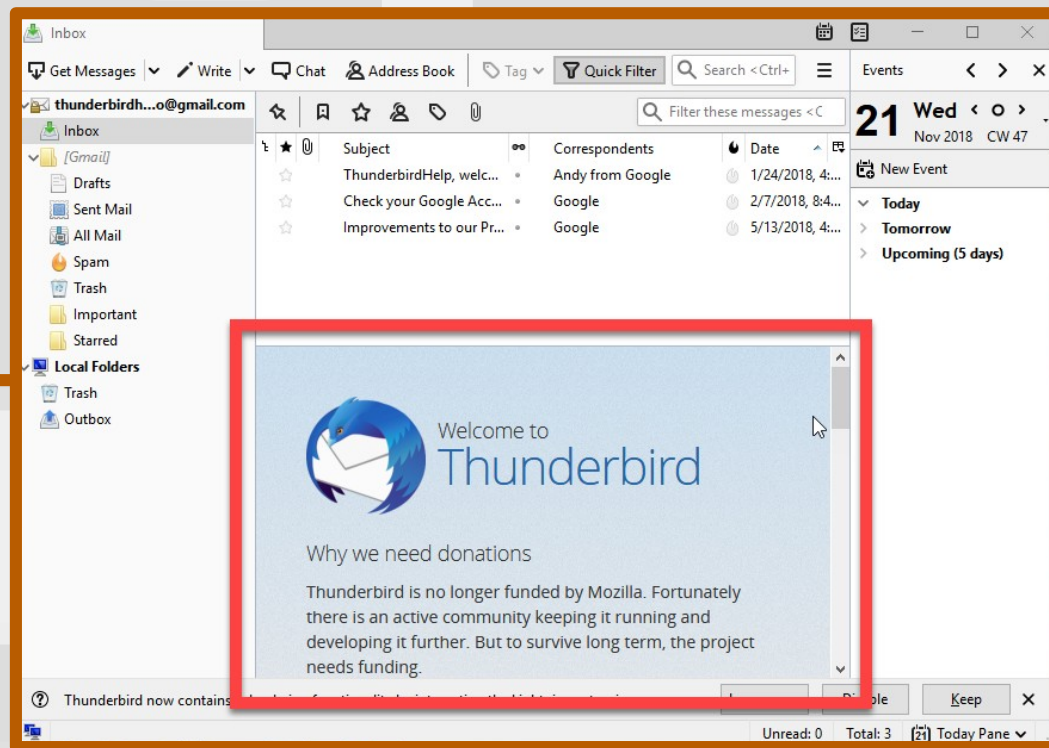 Inbox
Get Messages Write Chat Address Book Tag Quick Filter Search <Ctrl+ Events
thunderbirdh...o@gmail.com
Filter these messages <C
21 Wed
Nov 2018 CW 47
Inbox
[Gmail]
Drafts
Sent Mail
All Mail
Spam
Trash
Important
Starred
Local Folders
Trash
Outbox
Subject Correspondents Date
ThunderbirdHelp, welc... Andy from Google 1/24/2018, 4:...
Check your Google Acc... Google 2/7/2018, 8:4...
Improvements to our Pr... Google 5/13/2018, 4:...
New Event
Today
Tomorrow
Upcoming (5 days)
Welcome to
Thunderbird
Why we need donations
Thunderbird is no longer funded by Mozilla. Fortunately
there is an active community keeping it running and
developing it further. But to survive long term, the project
needs funding.
Thunderbird now contains Keep
Unread: 0 Total: 3 21 Today Pane